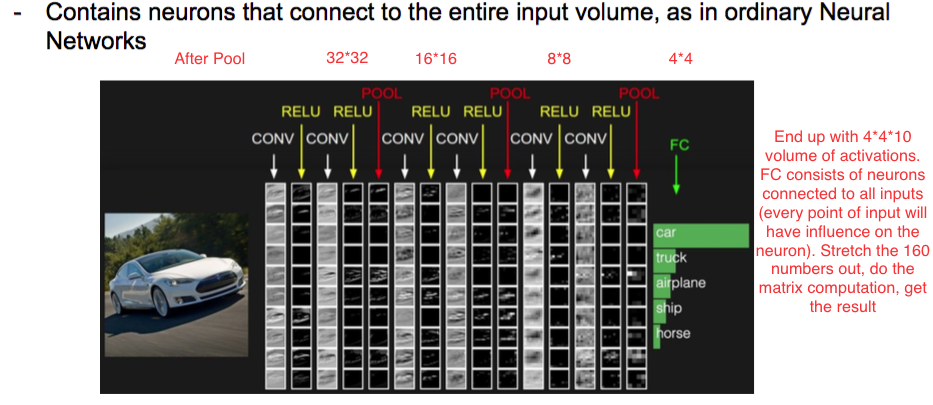 - Contains neurons that connect to the entire input volume, as in ordinary Neural
Networks
After Pool 32*32 16*16 8*8 4*4
POOL POOL POOL
RELU RELU RELU RELU RELU RELU
CONV CONV CONV CONV CONV CONV
FC
car
truck
airplane
ship
horse
End up with 4*4*10
volume of activations.
FC consists of neurons
connected to all inputs
(every point of input will
have influence on the
neuron). Stretch the 160
numbers out, do the
matrix computation, get
the result